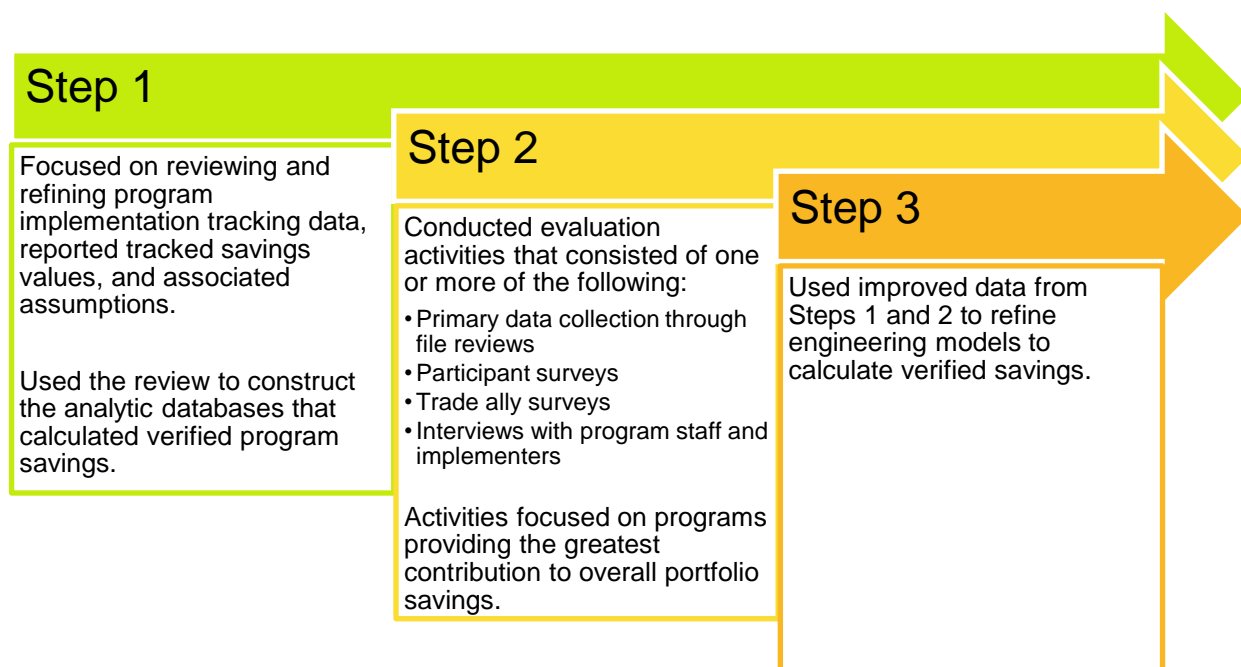 Step 1
Focused on reviewing and
refining program
implementation tracking data,
reported tracked savings
values, and associated
assumptions.
Used the review to construct
the analytic databases that
calculated verified program
savings.
Step 2
Conducted evaluation
activities that consisted of one
or more of the following:
• Primary data collection through
file reviews
• Participant surveys
• Trade ally surveys
• Interviews with program staff and
implementers
Activities focused on programs
providing the greatest
contribution to overall portfolio
savings.
Step 3
Used improved data from
Steps 1 and 2 to refine
engineering models to
calculate verified savings.